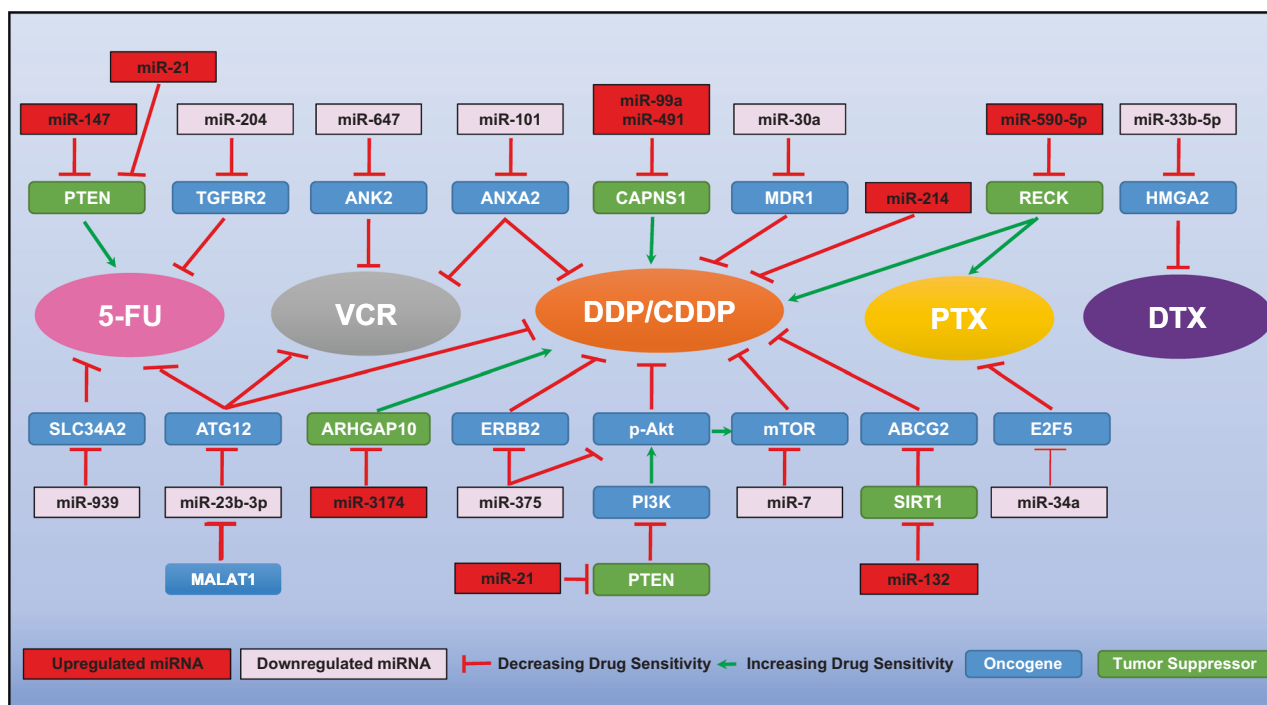 miR-21
miR-147
miR-204
miR-647
miR-101
miR-99a
miR-491
miR-30a
miR-590-5p
miR-33b-5p
PTEN
TGFBR2
ANK2
ANXA2
CAPNS1
MDR1
miR-214
RECK
HMGA2
5-FU
VCR
DDP/CDDP
PTX
DTX
SLC34A2
ATG12
ARHGAP10
ERBB2
p-Akt
mTOR
ABCG2
E2F5
miR-939
miR-23b-3p
miR-3174
miR-375
PI3K
miR-7
SIRT1
miR-34a
MALAT1
miR-21
PTEN
miR-132
Upregulated miRNA
Downregulated miRNA
Decreasing Drug Sensitivity
Increasing Drug Sensitivity
Oncogene
Tumor Suppressor